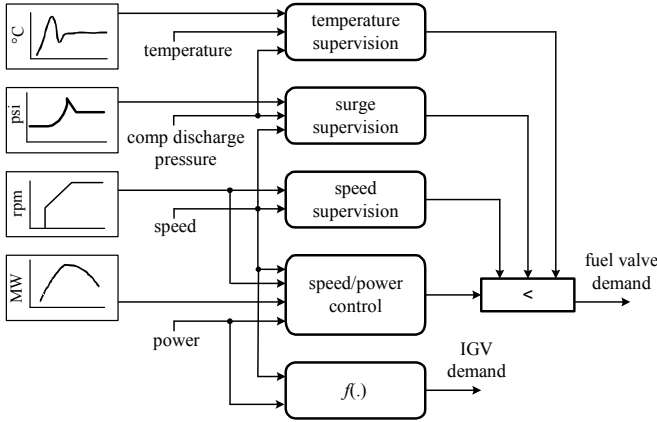 °C
temperature
temperature
supervision
psi
comp discharge
pressure
surge
supervision
rpm
speed
speed
supervision
MW
power
speed/power
control
<
fuel valve
demand
f(.)
IGV
demand